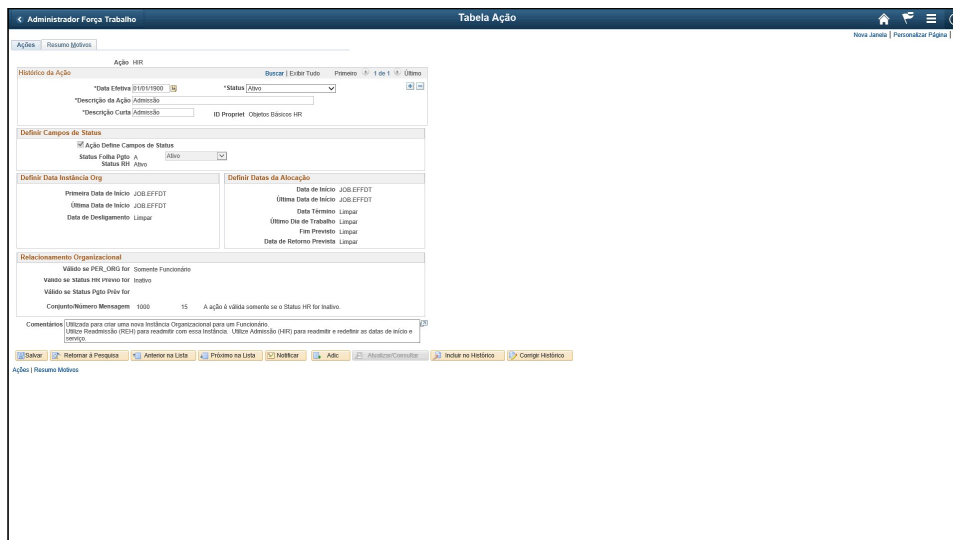 Administrador Força Trabalho
Tabela Ação
Nova Janela | Personalizar Página |
Ações
Resumo Motivos
Ação HIR
Histórico da Ação
Buscar | Exibir Tudo Primeiro 1 de 1 Último
*Data Efetiva 01/01/1900
*Status Ativo
*Descrição da Ação Admissão
*Descrição Curta Admissão
ID Propriet Objetos Básicos HR
Definir Campos de Status
Ação Define Campos de Status
Status Folha Pgto A Ativo
Status RH Ativo
Definir Data Instância Org
Primeira Data de Início JOB.EFFDT
Última Data de Início JOB.EFFDT
Data de Desligamento Limpar
Definir Datas da Alocação
Data de Início JOB.EFFDT
Última Data de Início JOB.EFFDT
Data Término Limpar
Último Dia de Trabalho Limpar
Fim Previsto Limpar
Data de Retorno Prevista Limpar
Relacionamento Organizacional
Válido se PER_ORG for Somente Funcionário
Válido se Status HR Prévio for Inativo
Válido se Status Pgto Prév for
Conjunto/Número Mensagem 1000 15 A ação é válida somente se o Status HR for Inativo.
Comentários Utilizada para criar uma nova Instância Organizacional para um Funcionário.
Utilize Readmissão (REH) para readmitir com essa Instância. Utilize Admissão (HIR) para readmitir e redefinir as datas de início e
serviço.
Salvar
Retornar à Pesquisa
Anterior na Lista
Próximo na Lista
Notificar
Adic
Atualizar/Consultar
Incluir no Histórico
Corrigir Histórico
Ações | Resumo Motivos